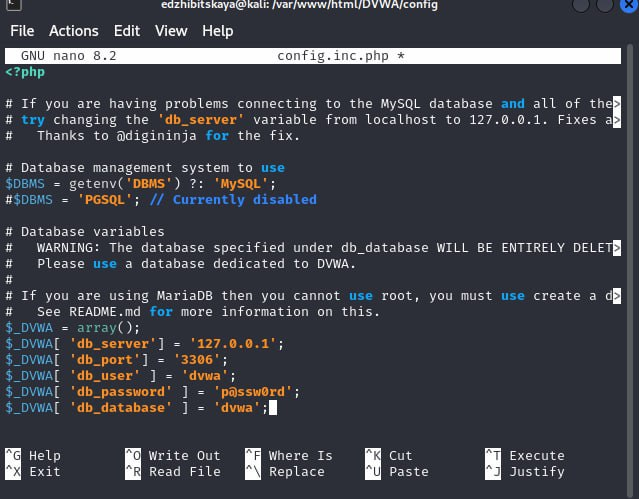 edzhibitskaya@kali: /var/www/html/DVWA/config
File Actions Edit View Help
GNU nano 8.2 config.inc.php *
<?php
# If you are having problems connecting to the MySQL database and all of the>
# try changing the 'db_server' variable from localhost to 127.0.0.1. Fixes a>
#   Thanks to @digininja for the fix.
# Database management system to use
$DBMS = getenv('DBMS') ?: 'MySQL';
#$DBMS = 'PGSQL'; // Currently disabled
# Database variables
#   WARNING: The database specified under db_database WILL BE ENTIRELY DELET>
#   Please use a database dedicated to DVWA.
#
# If you are using MariaDB then you cannot use root, you must use create a d>
#   See README.md for more information on this.
$_DVWA = array();
$_DVWA[ 'db_server'] = '127.0.0.1';
$_DVWA[ 'db_port'] = '3306';
$_DVWA[ 'db_user' ] = 'dvwa';
$_DVWA[ 'db_password' ] = 'p@ssw0rd';
$_DVWA[ 'db_database' ] = 'dvwa';
^G Help ^O Write Out ^F Where Is ^K Cut ^T Execute
^X Exit ^R Read File ^\ Replace ^U Paste ^J Justify